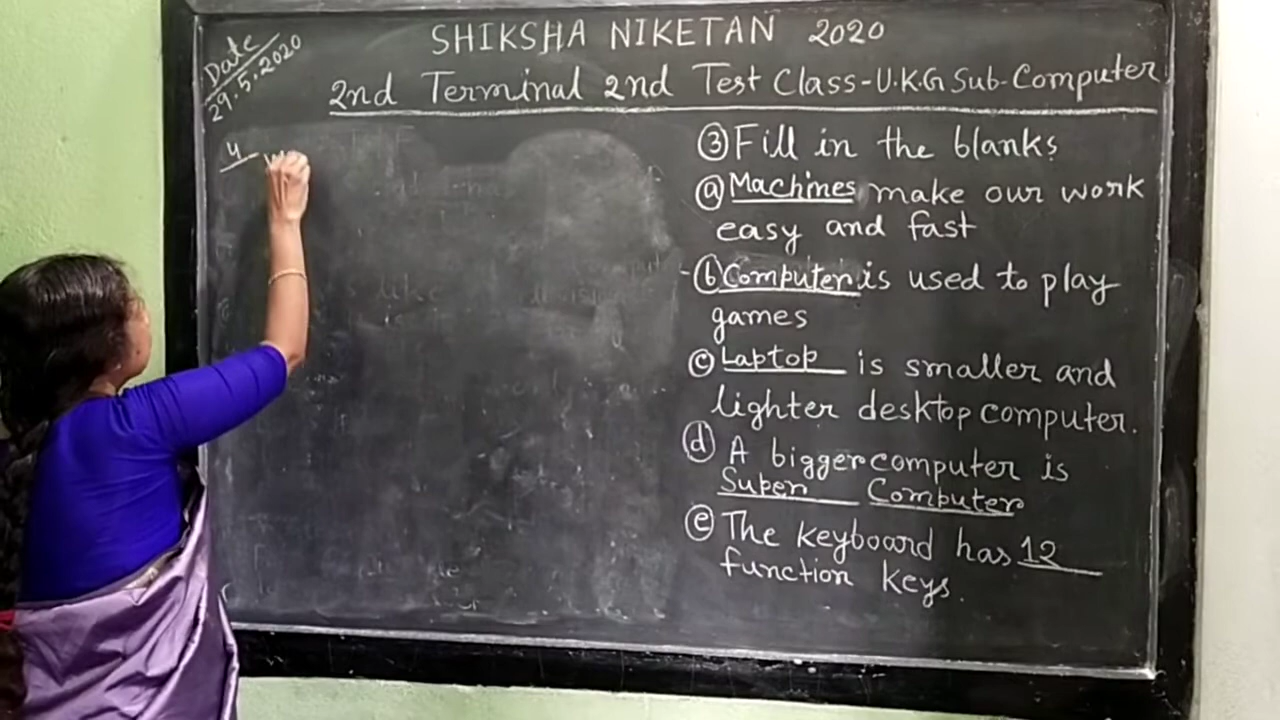 SHIKSHA NIKETAN 2020
Date
29.5.2020
2nd Terminal 2nd Test Class-U.K.G Sub-Computer
4
③ Fill in the blanks
ⓐ Machines make our work
easy and fast
ⓑ Computer is used to play
games
ⓒ Laptop is smaller and
lighter desktop computer.
ⓓ A bigger computer is
Super Computer
ⓔ The keyboard has 12
function keys.